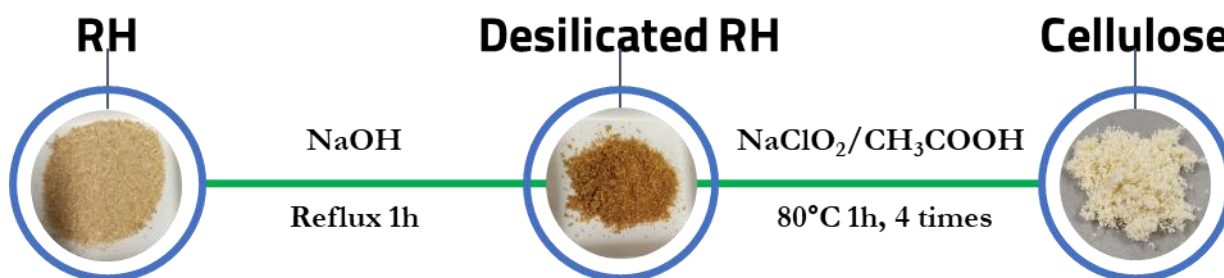 RH
Desilicated RH
Cellulose
NaOH
NaClO₂/CH₃COOH
Reflux 1h
80°C 1h, 4 times